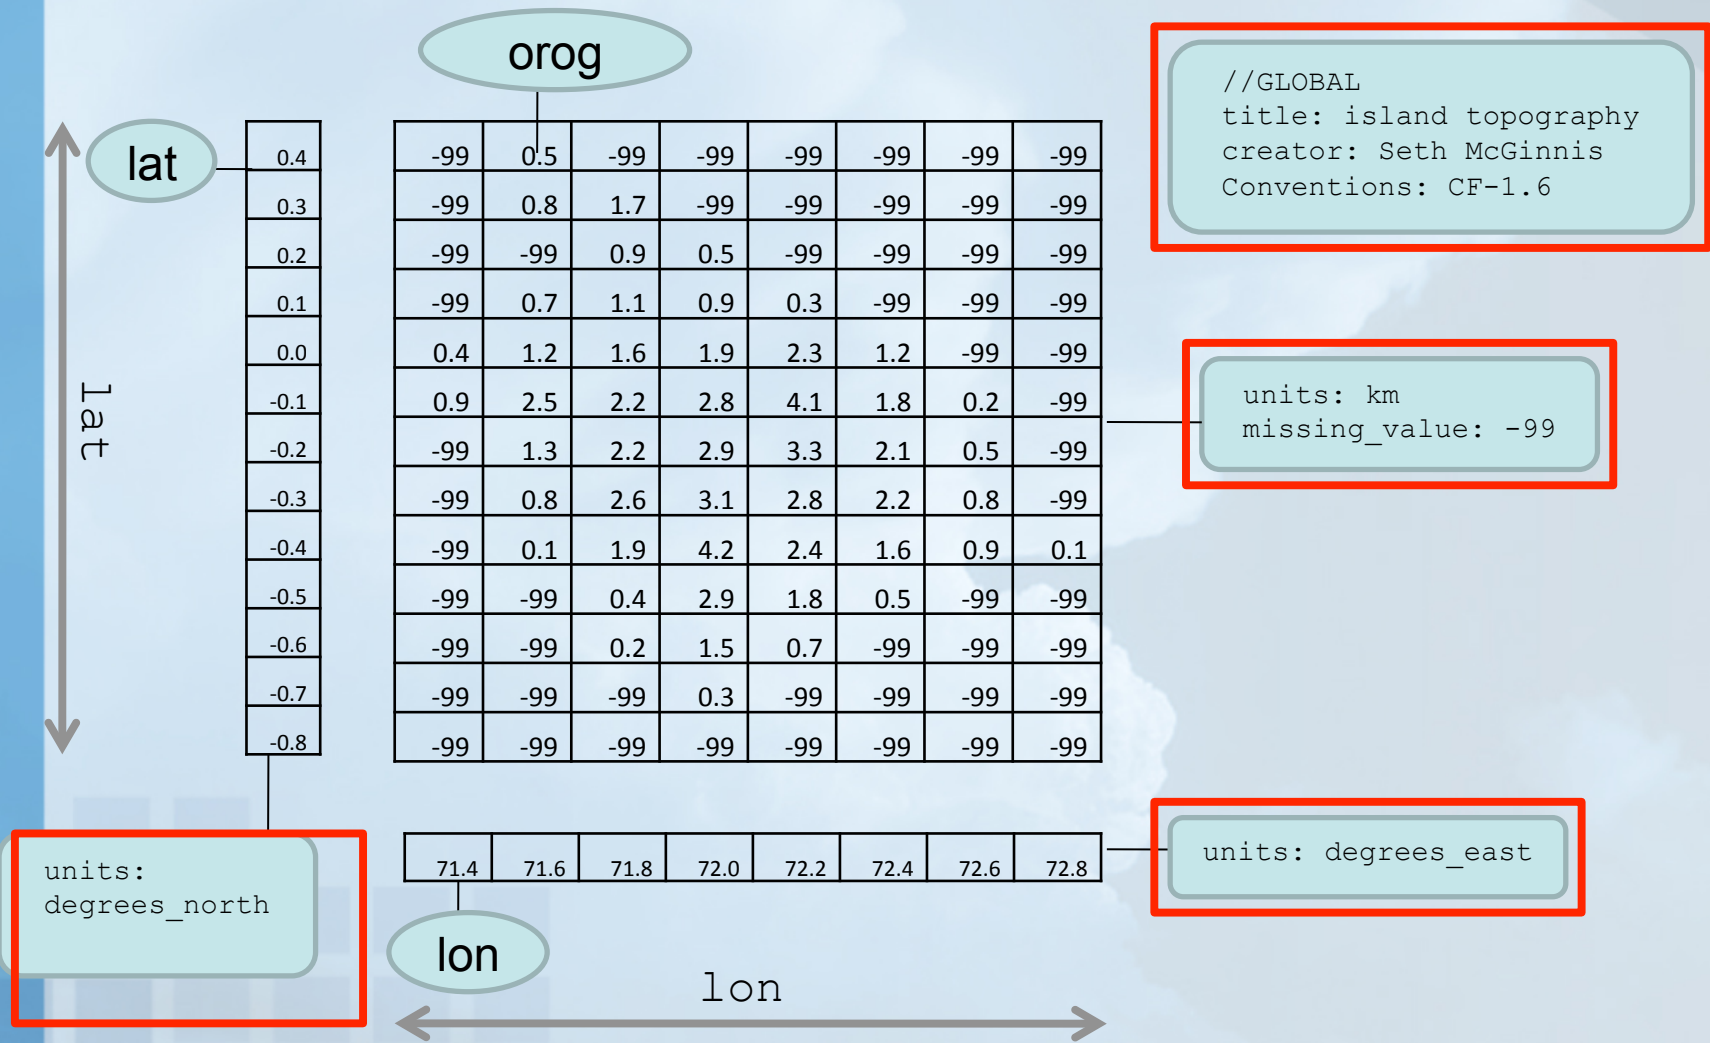 orog
//GLOBAL
title: island topography
creator: Seth McGinnis
Conventions: CF-1.6
lat
lat
0.4 -99 0.5 -99 -99 -99 -99 -99 -99
0.3 -99 0.8 1.7 -99 -99 -99 -99 -99
0.2 -99 -99 0.9 0.5 -99 -99 -99 -99
0.1 -99 0.7 1.1 0.9 0.3 -99 -99 -99
0.0 0.4 1.2 1.6 1.9 2.3 1.2 -99 -99
-0.1 0.9 2.5 2.2 2.8 4.1 1.8 0.2 -99
-0.2 -99 1.3 2.2 2.9 3.3 2.1 0.5 -99
-0.3 -99 0.8 2.6 3.1 2.8 2.2 0.8 -99
-0.4 -99 0.1 1.9 4.2 2.4 1.6 0.9 0.1
-0.5 -99 -99 0.4 2.9 1.8 0.5 -99 -99
-0.6 -99 -99 0.2 1.5 0.7 -99 -99 -99
-0.7 -99 -99 -99 0.3 -99 -99 -99 -99
-0.8 -99 -99 -99 -99 -99 -99 -99 -99
units: km
missing_value: -99
units:
degrees_north
71.4 71.6 71.8 72.0 72.2 72.4 72.6 72.8
units: degrees_east
lon
lon